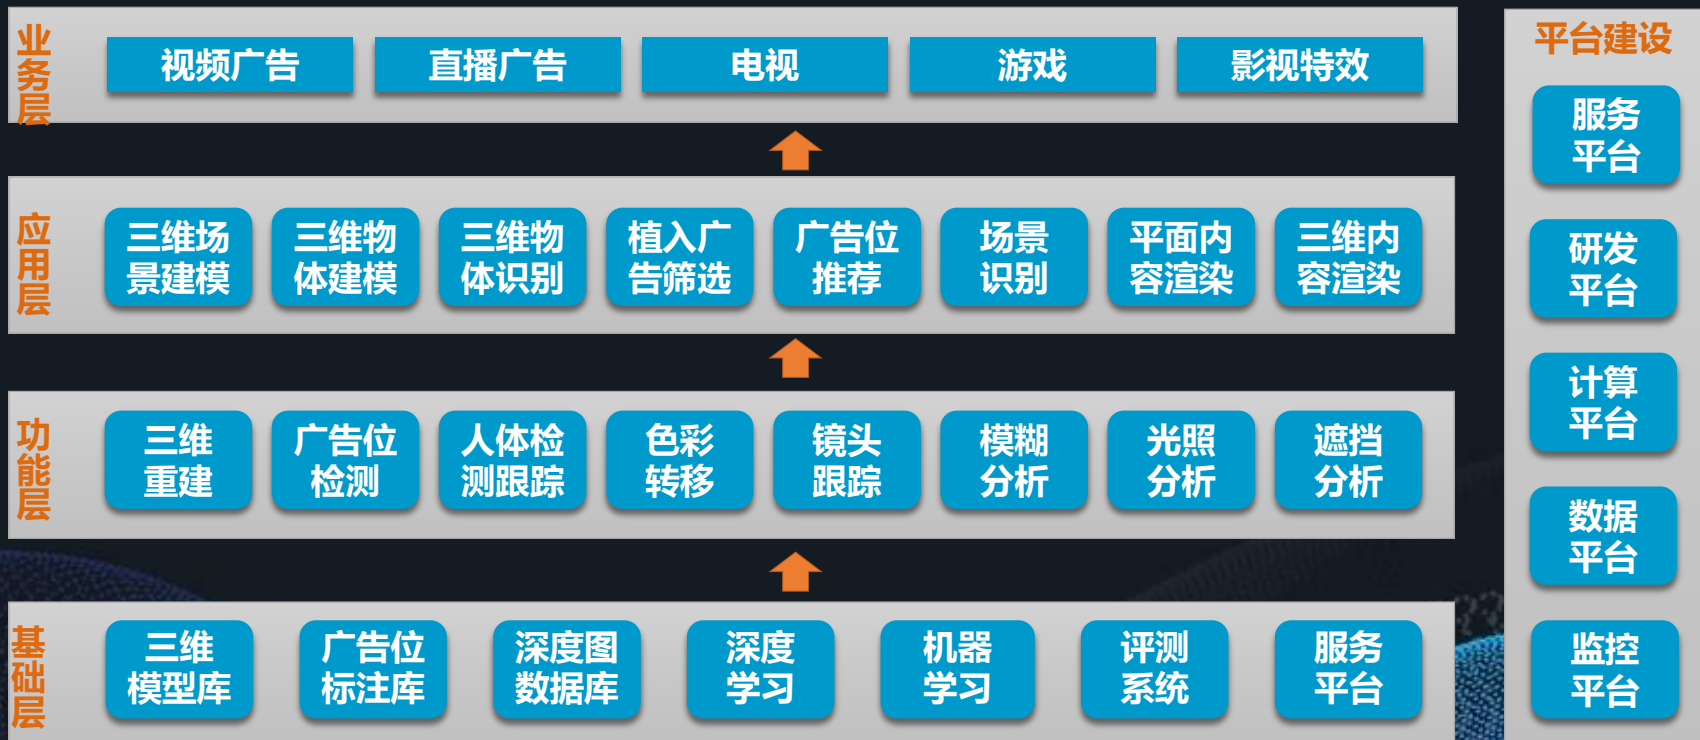 业务层
视频广告
直播广告
电视
游戏
影视特效
应用层
三维场
景建模
三维物
体建模
三维物
体识别
植入广
告筛选
广告位
推荐
场景
识别
平面内
容渲染
三维内
容渲染
功能层
三维
重建
广告位
检测
人体检
测跟踪
色彩
转移
镜头
跟踪
模糊
分析
光照
分析
遮挡
分析
基础层
三维
模型库
广告位
标注库
深度图
数据库
深度
学习
机器
学习
评测
系统
服务
平台
平台建设
服务
平台
研发
平台
计算
平台
数据
平台
监控
平台